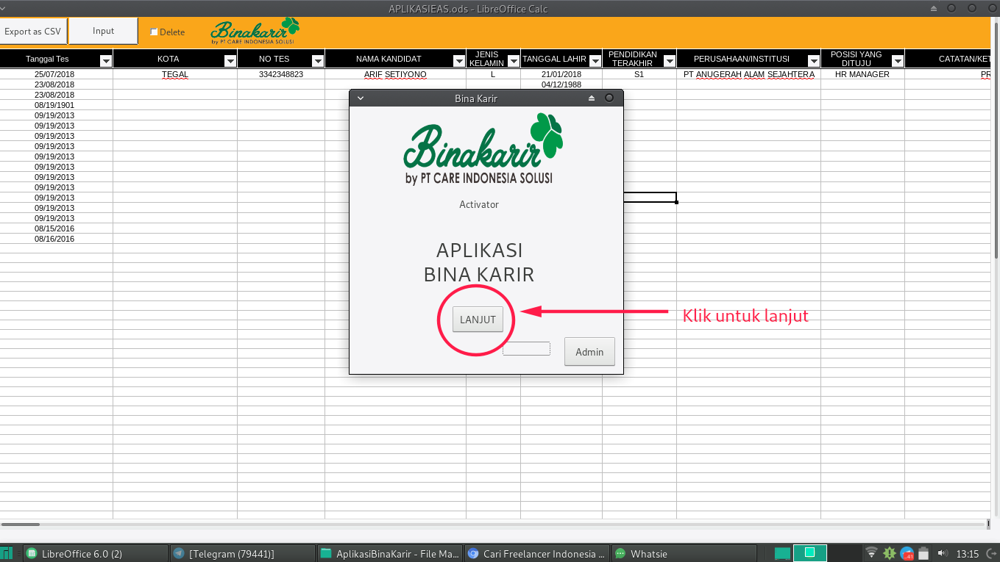 APLIKASIEAS.ods - LibreOffice Calc
Export as CSV Input Delete Binakarir
by PT CARE INDONESIA SOLUSI
Tanggal Tes KOTA NO TES NAMA KANDIDAT JENIS KELAMIN TANGGAL LAHIR PENDIDIKAN TERAKHIR PERUSAHAAN/INSTITUSI POSISI YANG DITUJU CATATAN/KET
25/07/2018 TEGAL 3342348823 ARIF SETIYONO L 21/01/2018 S1 PT ANUGERAH ALAM SEJAHTERA HR MANAGER PR
23/08/2018 04/12/1988
23/08/2018
08/19/1901
09/19/2013
09/19/2013
09/19/2013
09/19/2013
09/19/2013
09/19/2013
09/19/2013
09/19/2013
09/19/2013
09/19/2013
09/19/2013
08/15/2016
08/16/2016
Bina Karir
Binakarir
by PT CARE INDONESIA SOLUSI
Activator
APLIKASI
BINA KARIR
LANJUT
Klik untuk lanjut
Admin
LibreOffice 6.0 (2) [Telegram (79441)] AplikasiBinaKarir - File Ma... Cari Freelancer Indonesia ... Whatsie 41 13:15